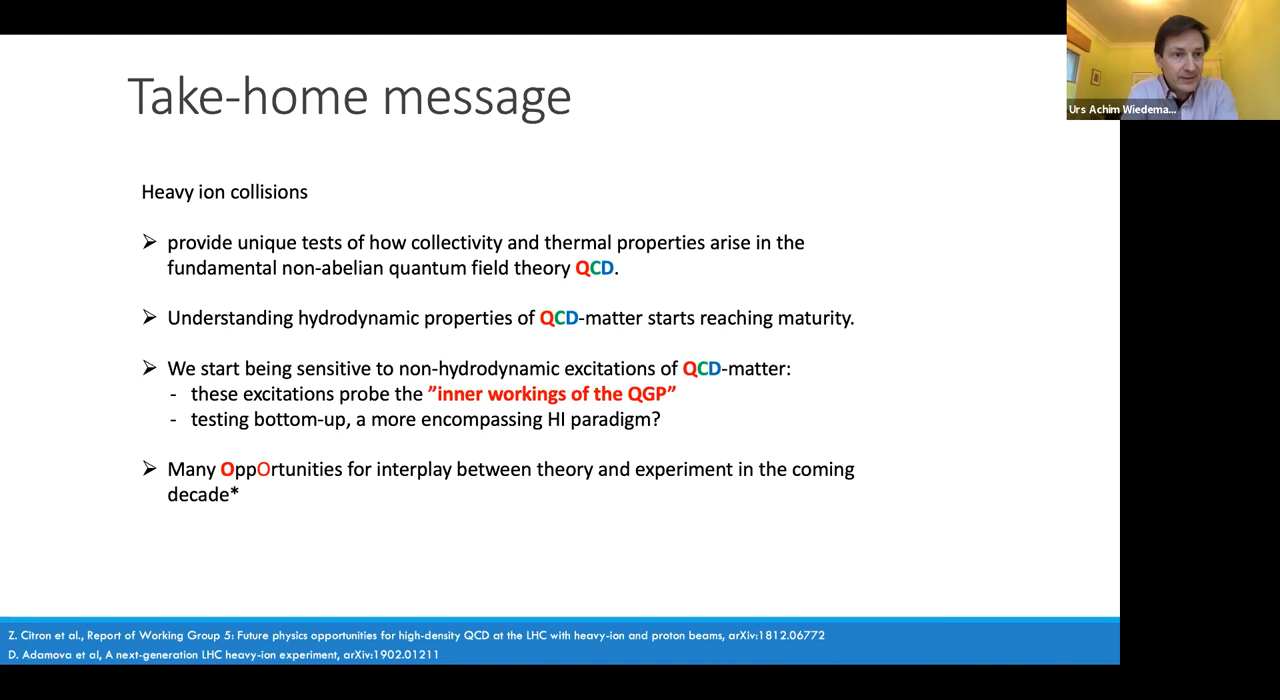 Take-home message
Urs Achim Wiedema...
Heavy ion collisions
➢ provide unique tests of how collectivity and thermal properties arise in the
fundamental non-abelian quantum field theory QCD.
➢ Understanding hydrodynamic properties of QCD-matter starts reaching maturity.
➢ We start being sensitive to non-hydrodynamic excitations of QCD-matter:
- these excitations probe the ”inner workings of the QGP”
- testing bottom-up, a more encompassing HI paradigm?
➢ Many OppOrtunities for interplay between theory and experiment in the coming
decade*
Z. Citron et al., Report of Working Group 5: Future physics opportunities for high-density QCD at the LHC with heavy-ion and proton beams, arXiv:1812.06772
D. Adamova et al, A next-generation LHC heavy-ion experiment, arXiv:1902.01211